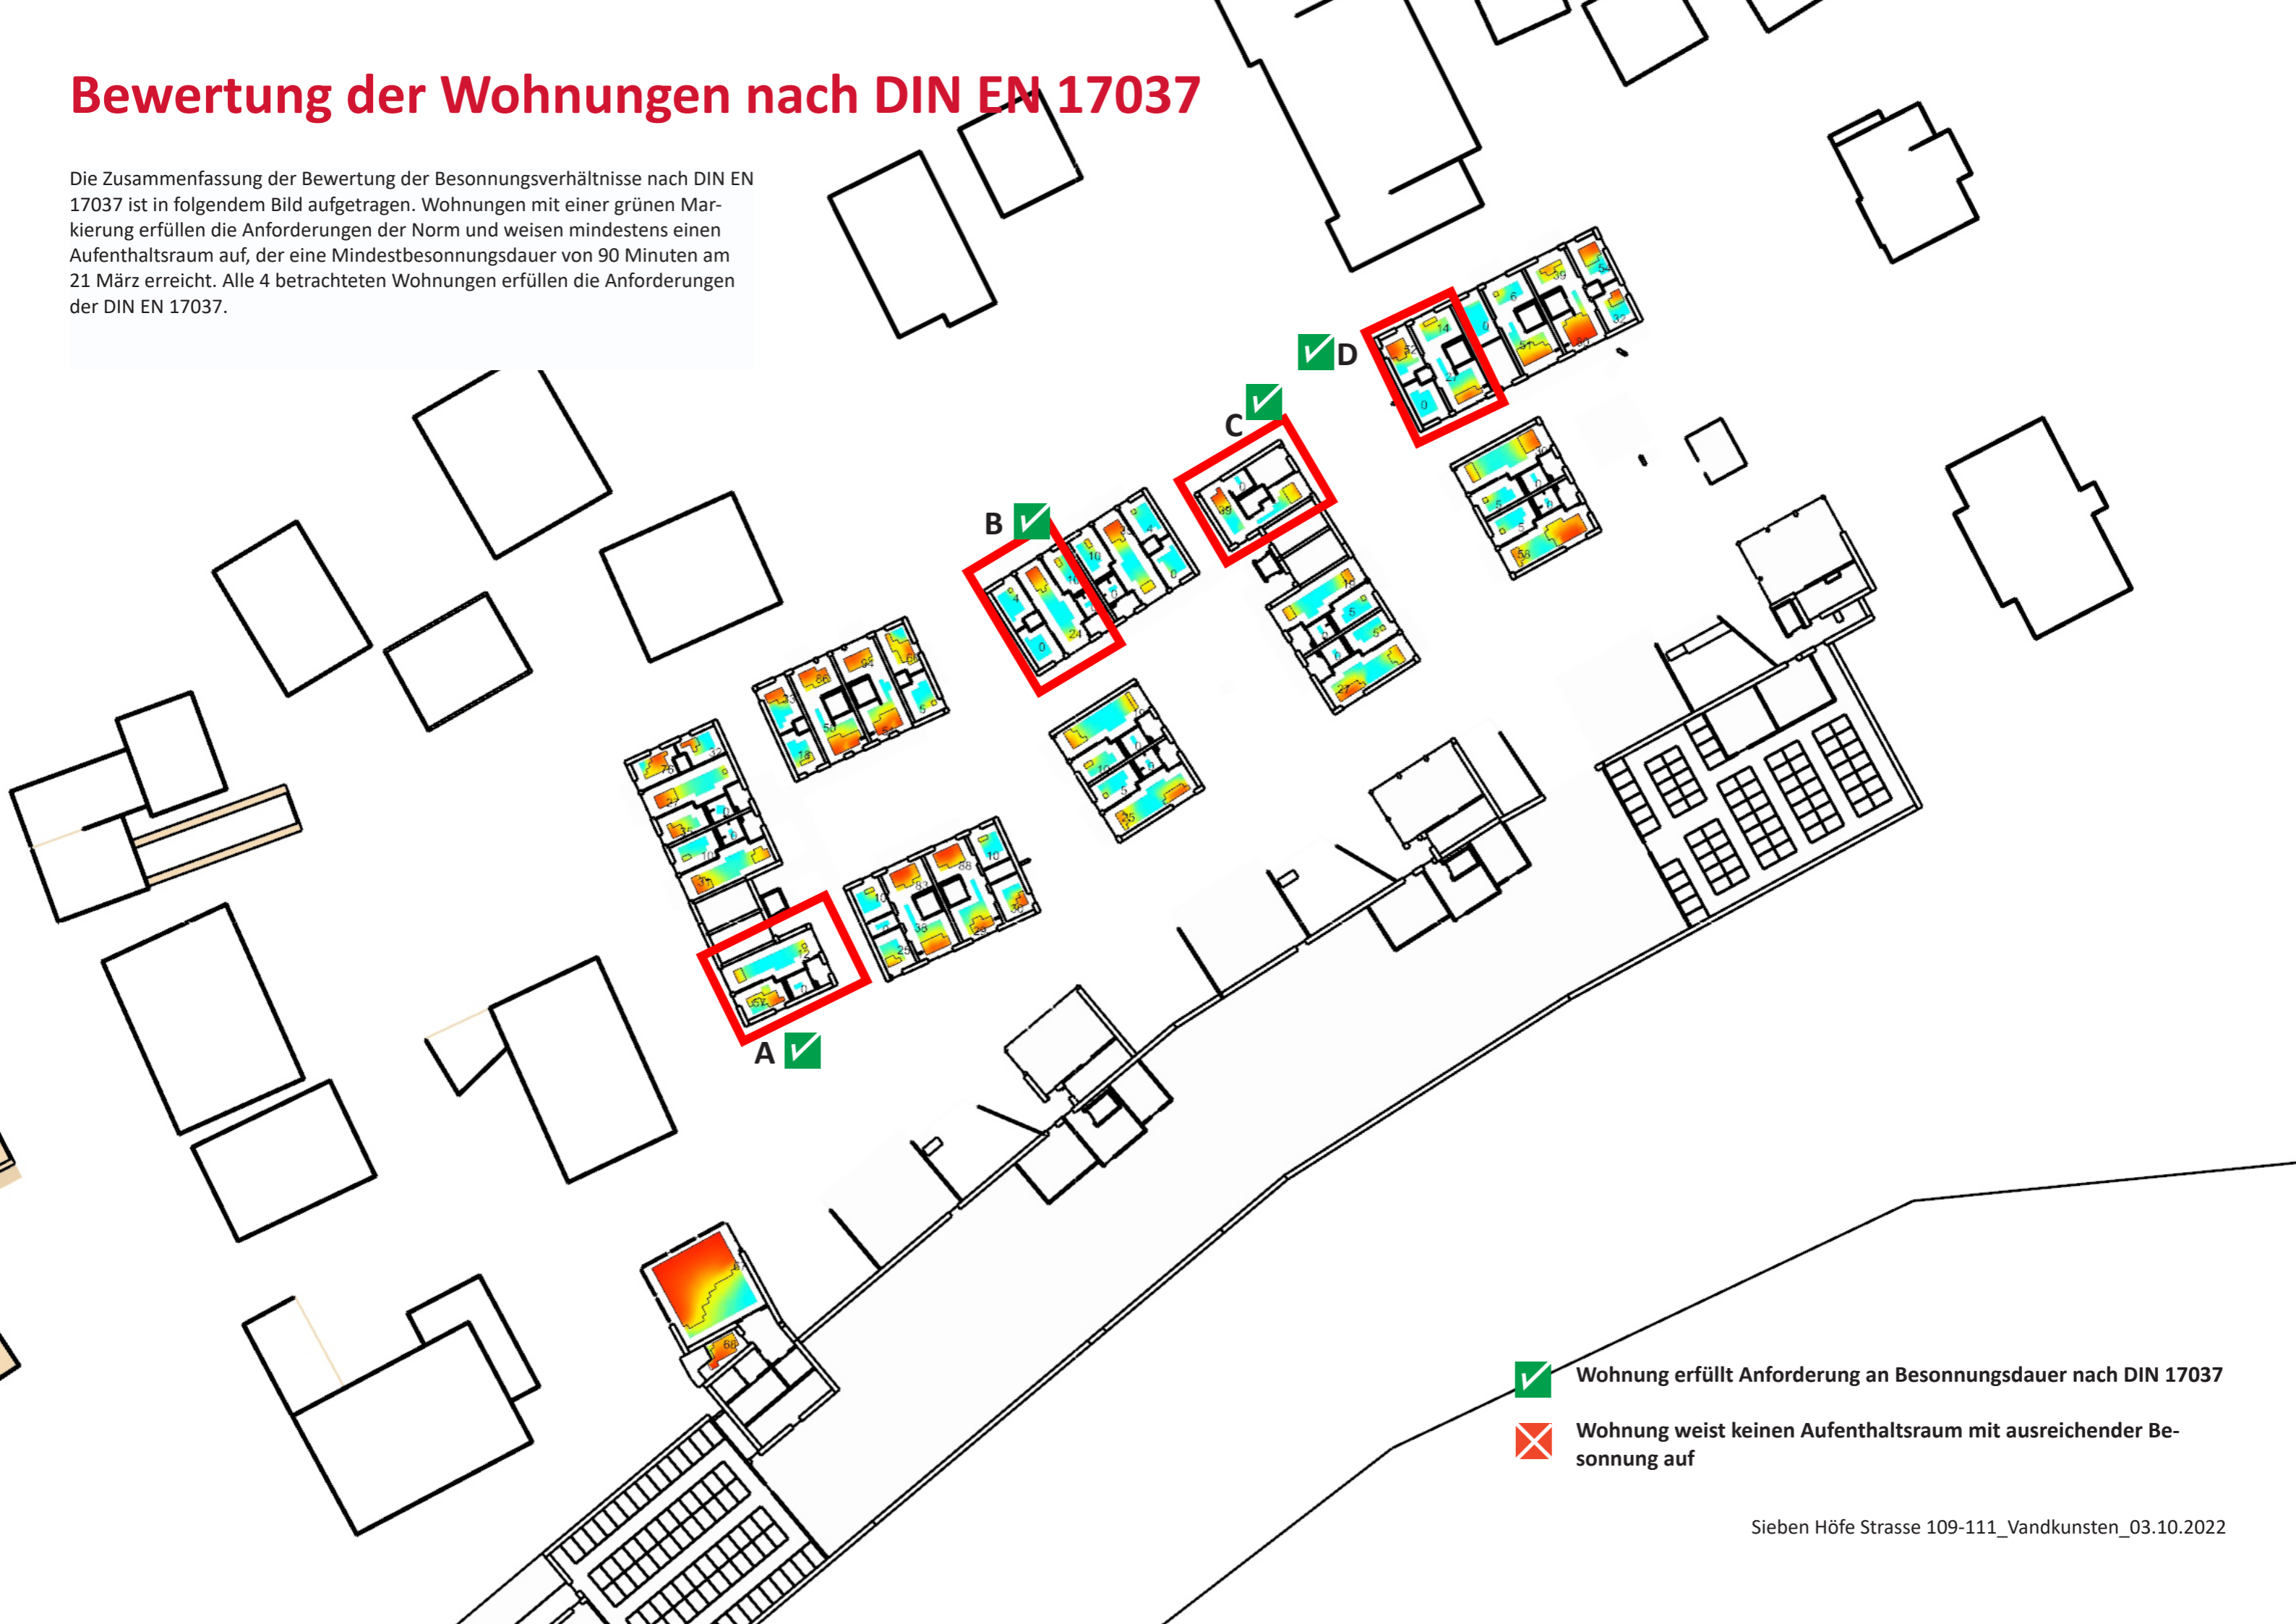 Bewertung der Wohnungen nach DIN EN 17037
Die Zusammenfassung der Bewertung der Besonnungsverhältnisse nach DIN EN
17037 ist in folgendem Bild aufgetragen. Wohnungen mit einer grünen Mar-
kierung erfüllen die Anforderungen der Norm und weisen mindestens einen
Aufenthaltsraum auf, der eine Mindestbesonnungsdauer von 90 Minuten am
21 März erreicht. Alle 4 betrachteten Wohnungen erfüllen die Anforderungen
der DIN EN 17037.
D
C
B
A
Wohnung erfüllt Anforderung an Besonnungsdauer nach DIN 17037
Wohnung weist keinen Aufenthaltsraum mit ausreichender Be-
sonnung auf
Sieben Höfe Strasse 109-111_Vandkunsten_03.10.2022